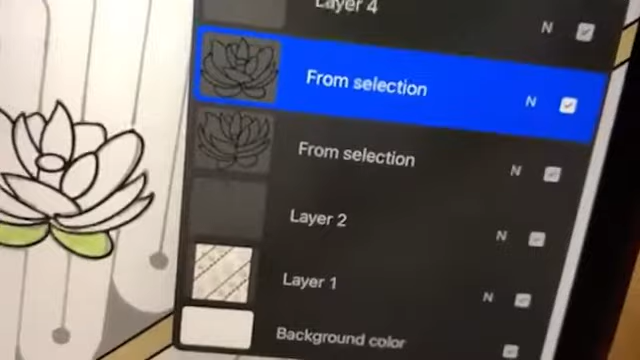 Layer 4
N
From selection
N
From selection
N
Layer 2
N
Layer 1
N
Background color